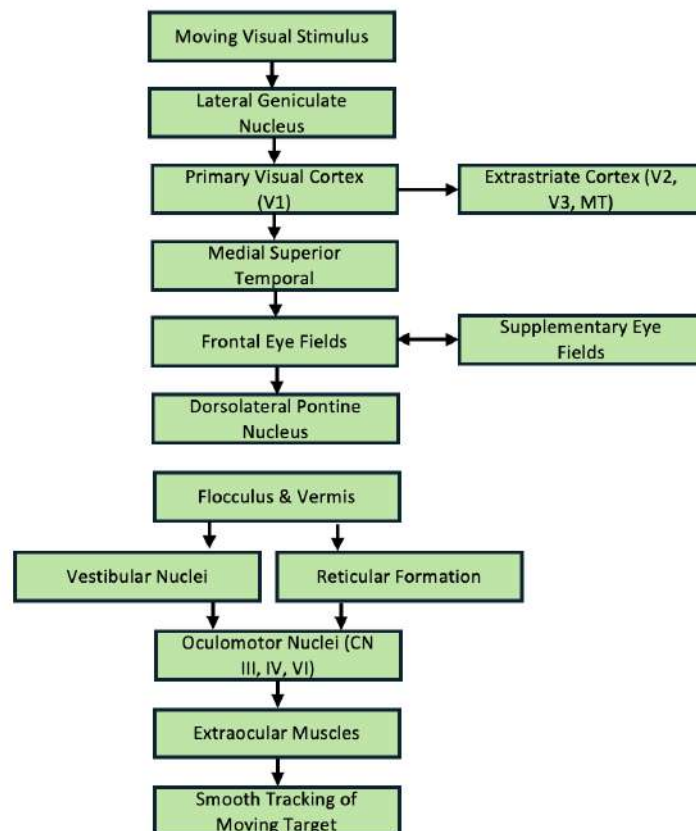 Moving Visual Stimulus
Lateral Geniculate
Nucleus
Primary Visual Cortex
(V1)
Extrastriate Cortex (V2,
V3, MT)
Medial Superior
Temporal
Frontal Eye Fields
Supplementary Eye
Fields
Dorsolateral Pontine
Nucleus
Flocculus & Vermis
Vestibular Nuclei
Reticular Formation
Oculomotor Nuclei (CN
III, IV, VI)
Extraocular Muscles
Smooth Tracking of
Moving Target